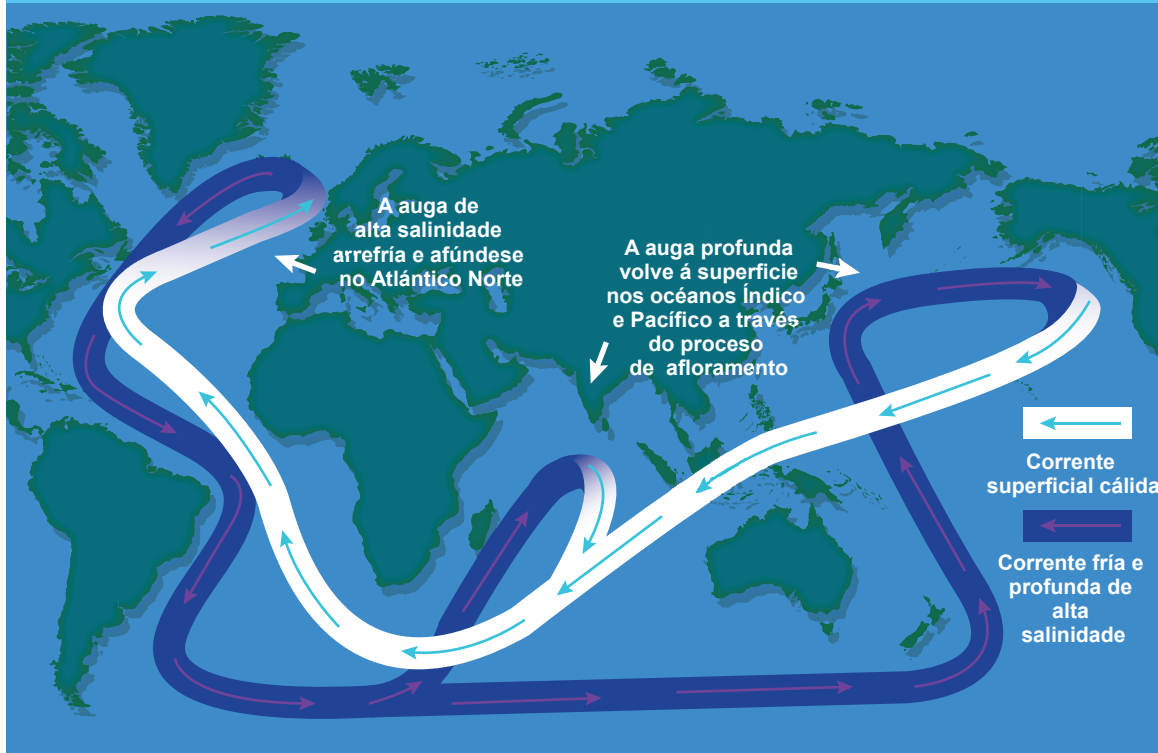 A auga de
alta salinidade
arrefría e afúndese
no Atlántico Norte
A auga profunda
volve á superficie
nos océanos Índico
e Pacífico a través
do proceso
de afloramento
Corrente
superficial cálida
Corrente fría e
profunda de
alta
salinidade